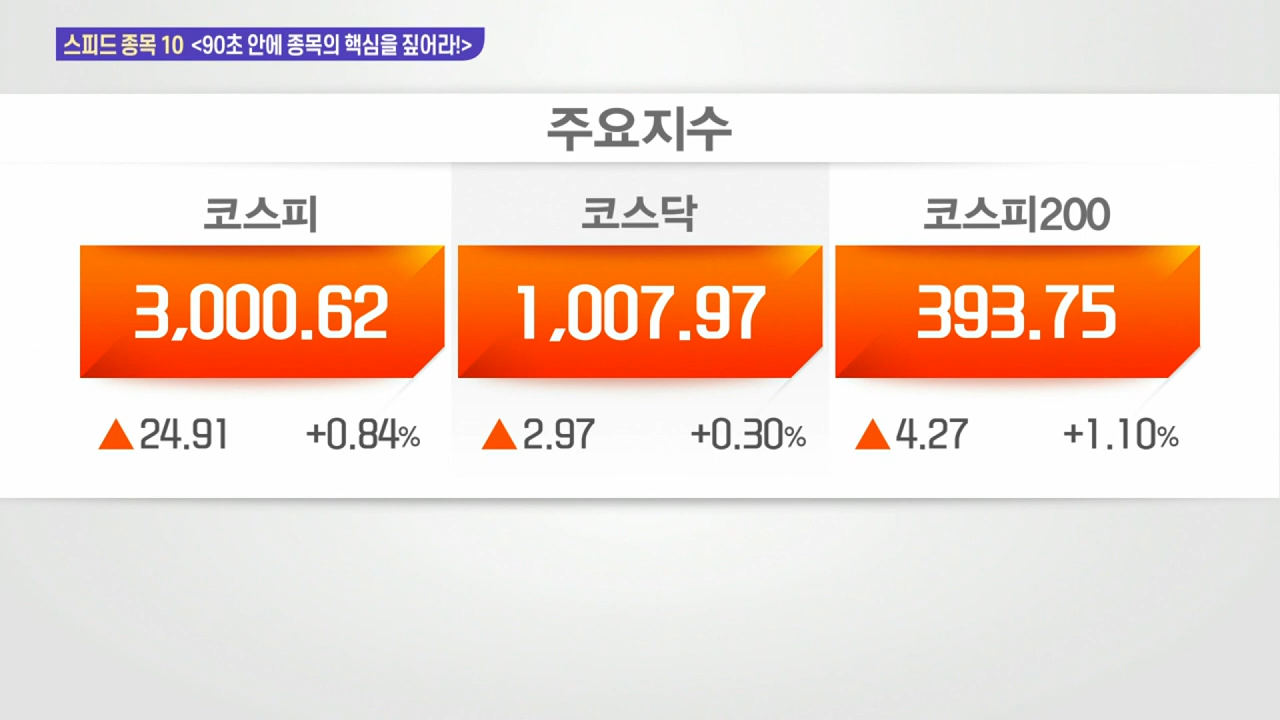 스피드 종목 10 <90초 안에 종목의 핵심을 짚어라!>
주요지수
코스피 코스닥 코스피200
3,000.62 1,007.97 393.75
▲24.91 +0.84% ▲2.97 +0.30% ▲4.27 +1.10%